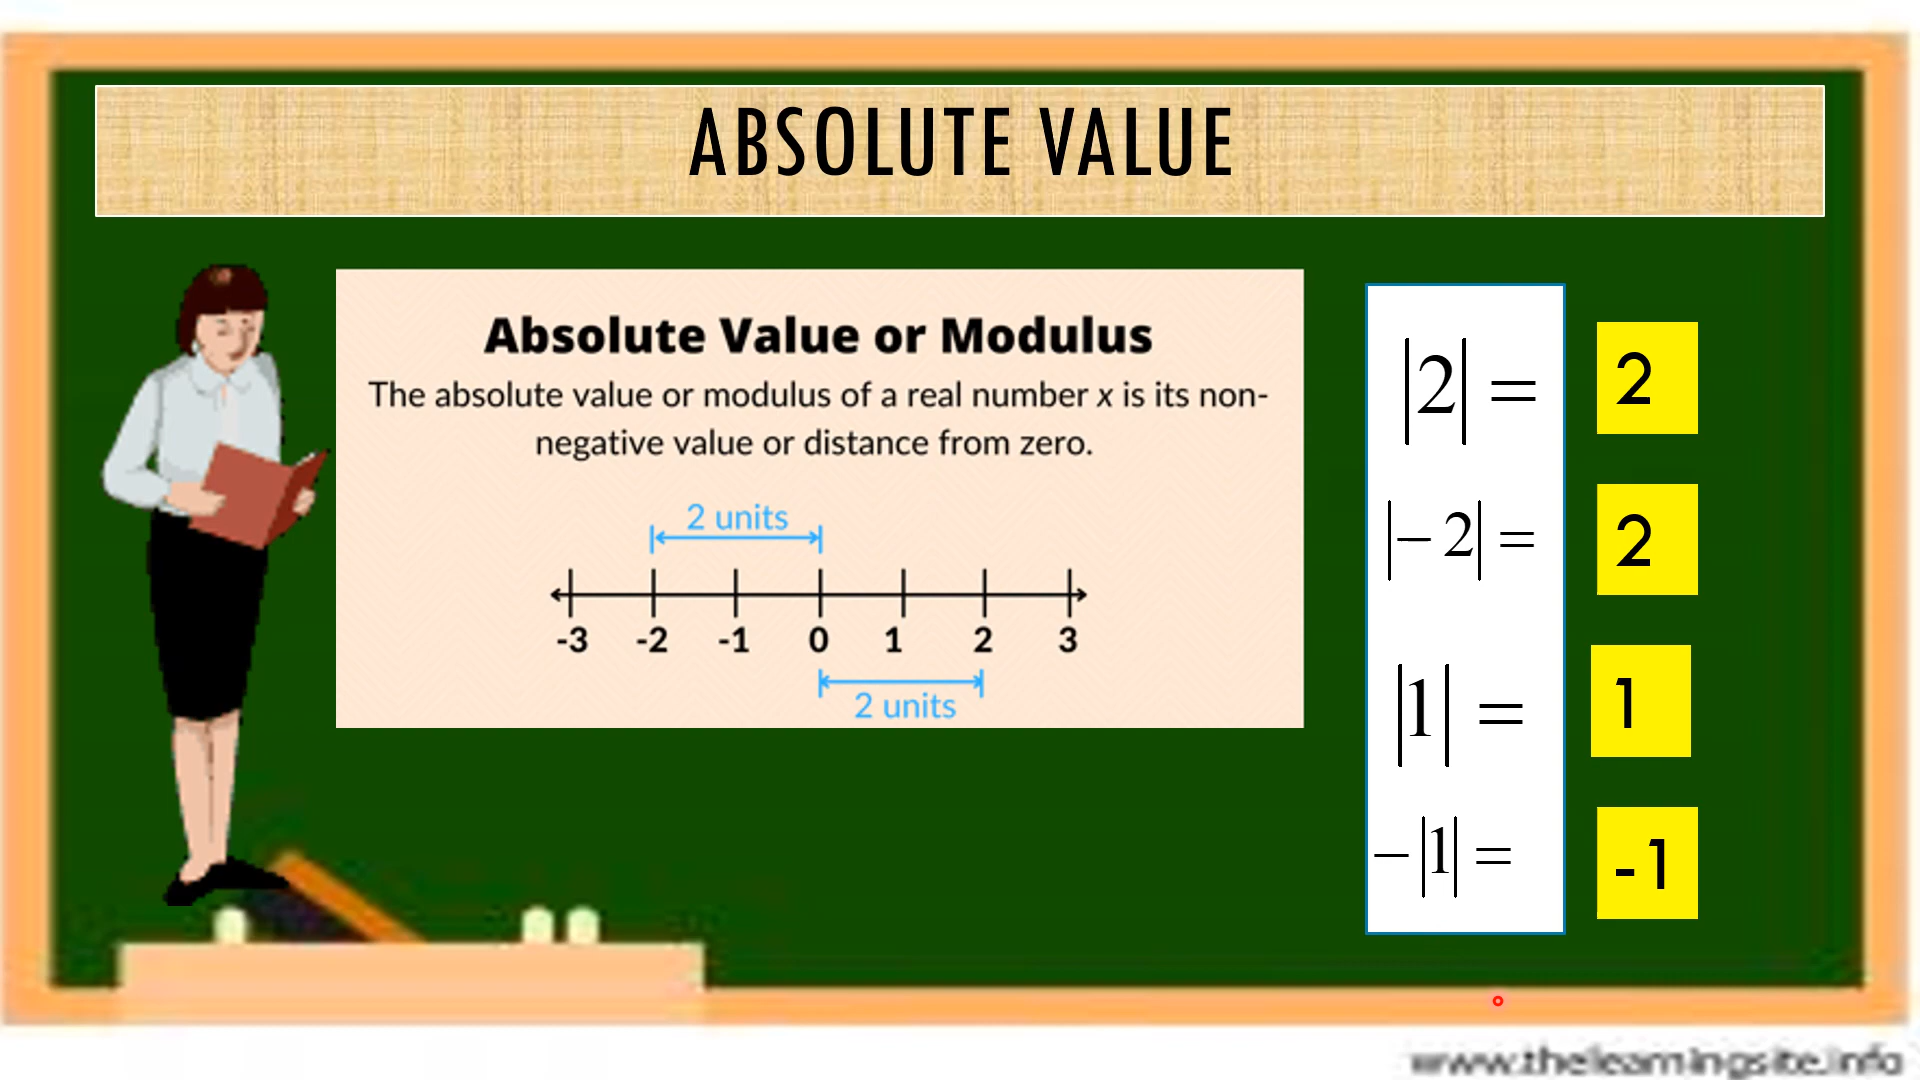 ABSOLUTE VALUE
Absolute Value or Modulus
The absolute value or modulus of a real number x is its non-
negative value or distance from zero.
2 units
-3 -2 -1 0 1 2 3
2 units
|2| = 2
|−2| = 2
|1| = 1
−|1| = -1
www.thelearningsite.info